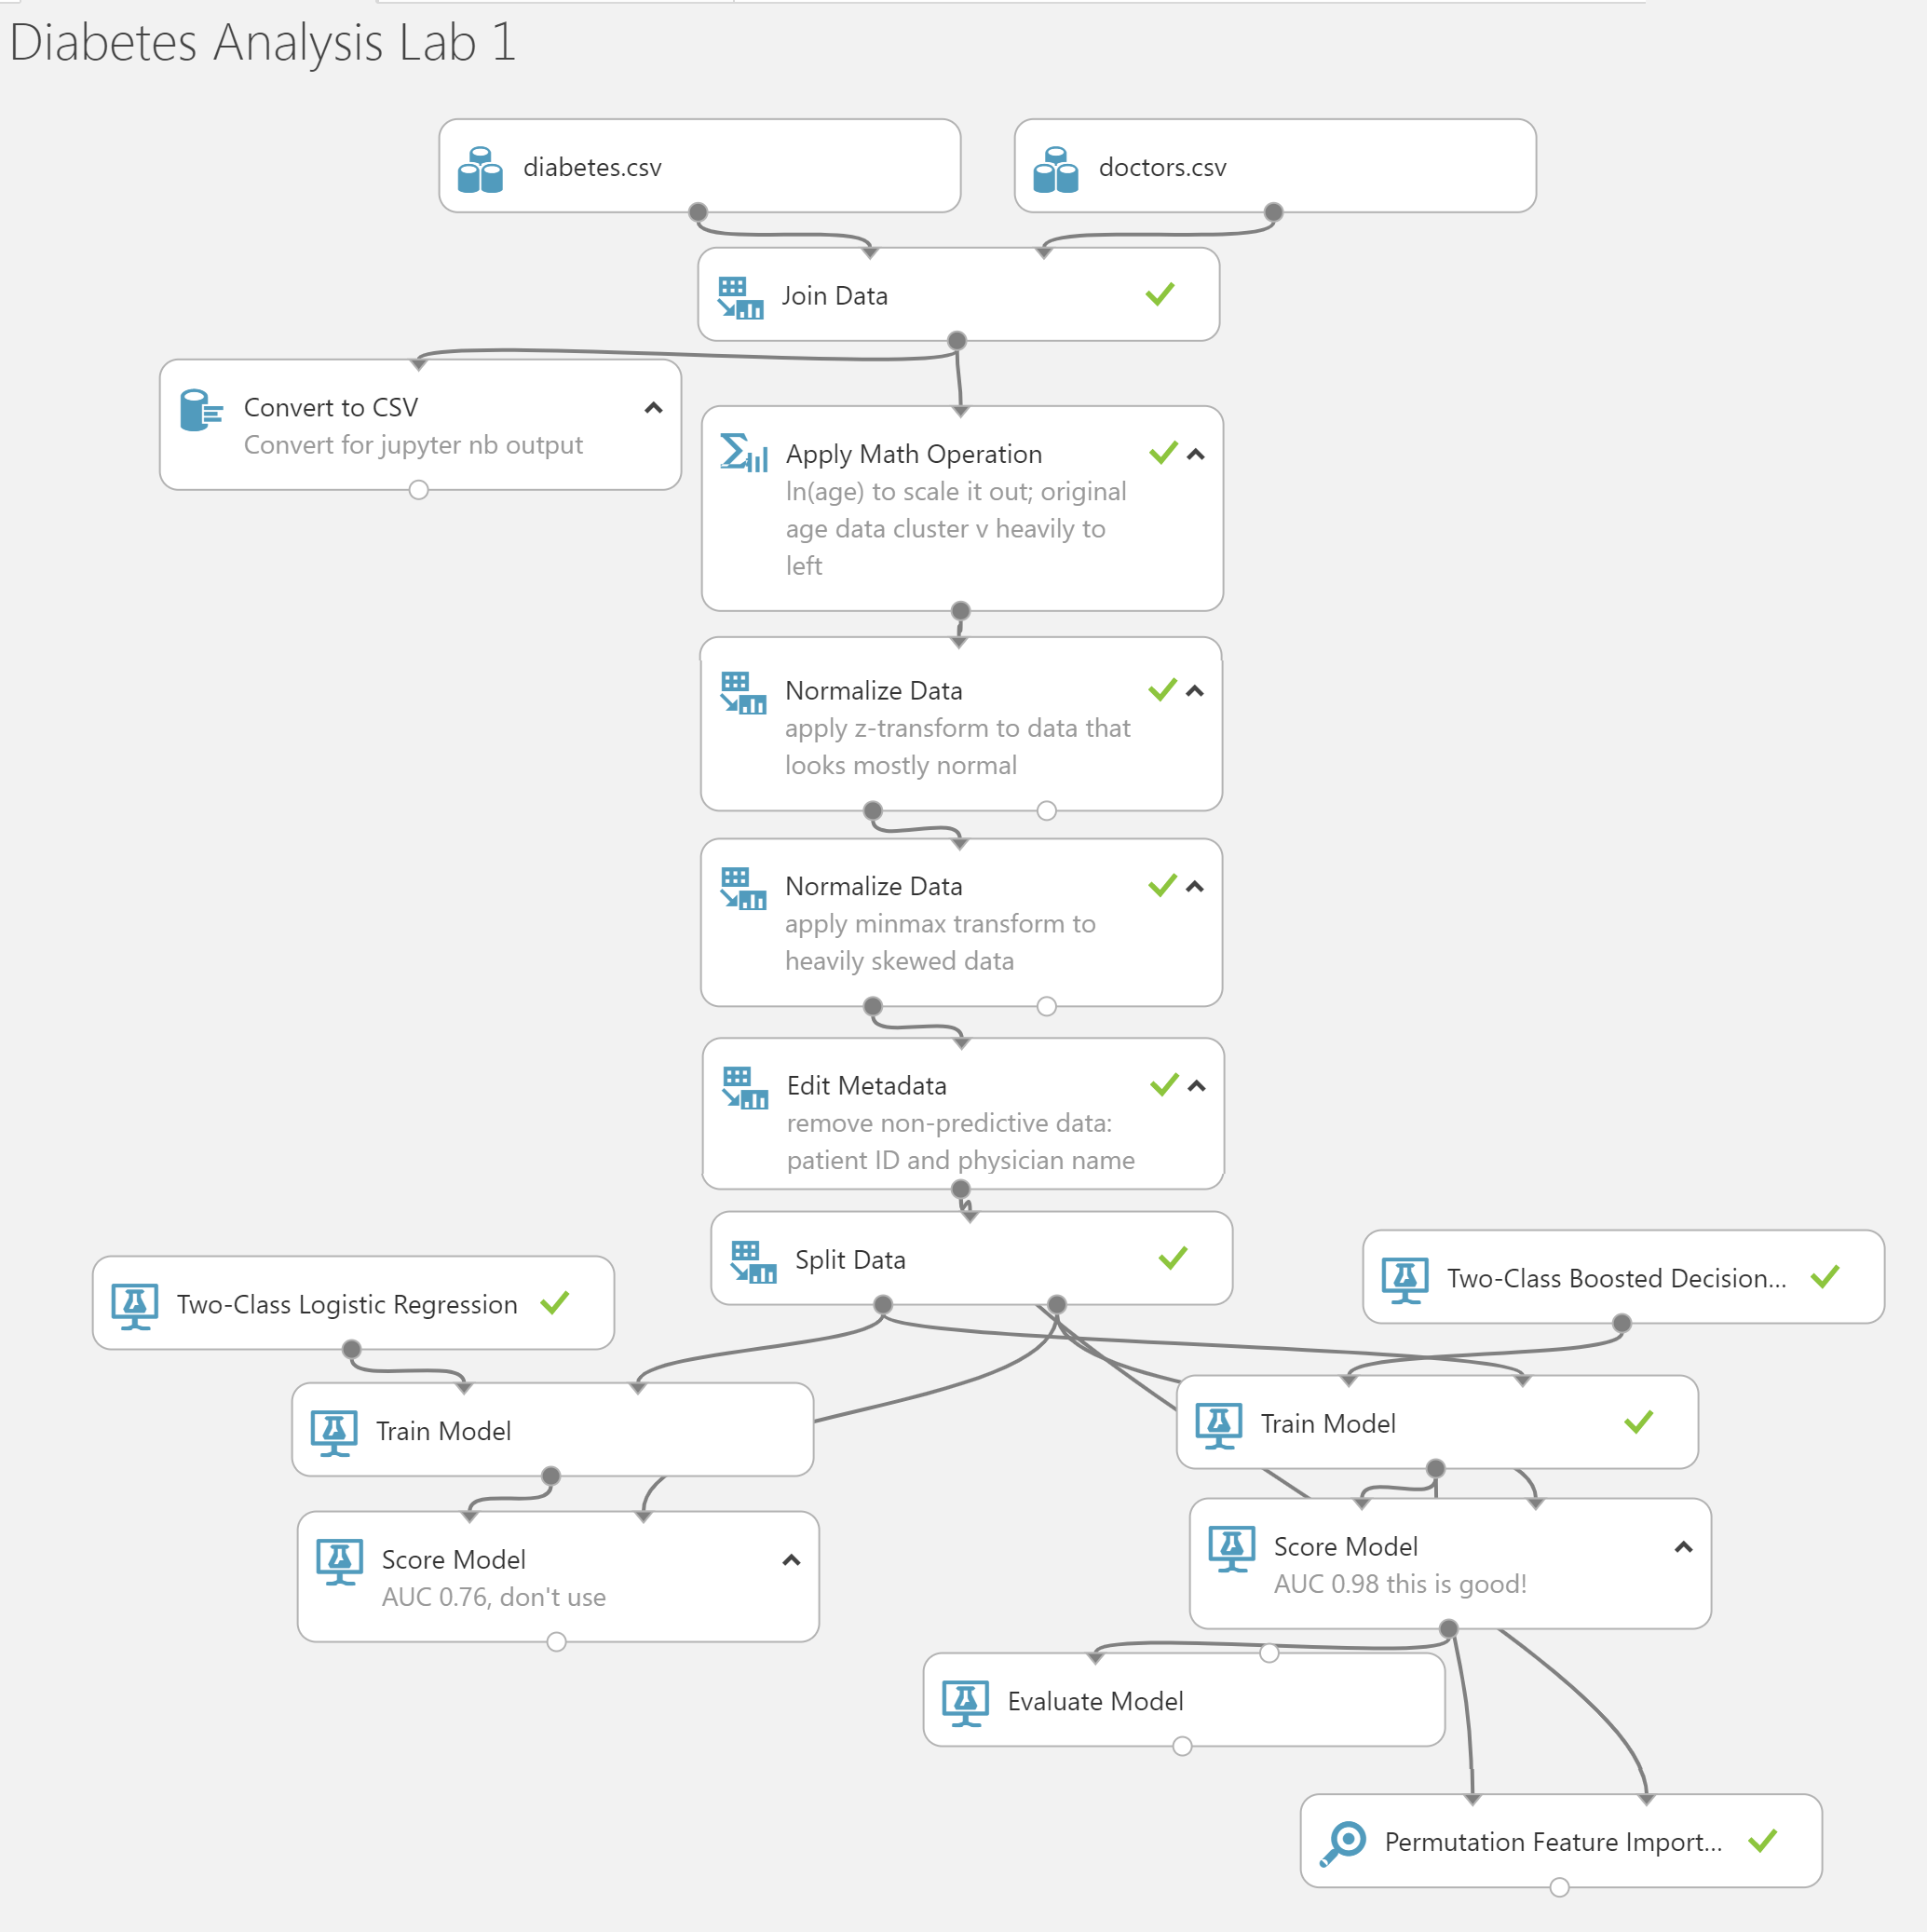 Diabetes Analysis Lab 1
diabetes.csv
doctors.csv
Join Data
Convert to CSV
Convert for jupyter nb output
Apply Math Operation
ln(age) to scale it out; original
age data cluster v heavily to
left
Normalize Data
apply z-transform to data that
looks mostly normal
Normalize Data
apply minmax transform to
heavily skewed data
Edit Metadata
remove non-predictive data:
patient ID and physician name
Split Data
Two-Class Logistic Regression
Two-Class Boosted Decision...
Train Model
Train Model
Score Model
AUC 0.76, don't use
Score Model
AUC 0.98 this is good!
Evaluate Model
Permutation Feature Import...